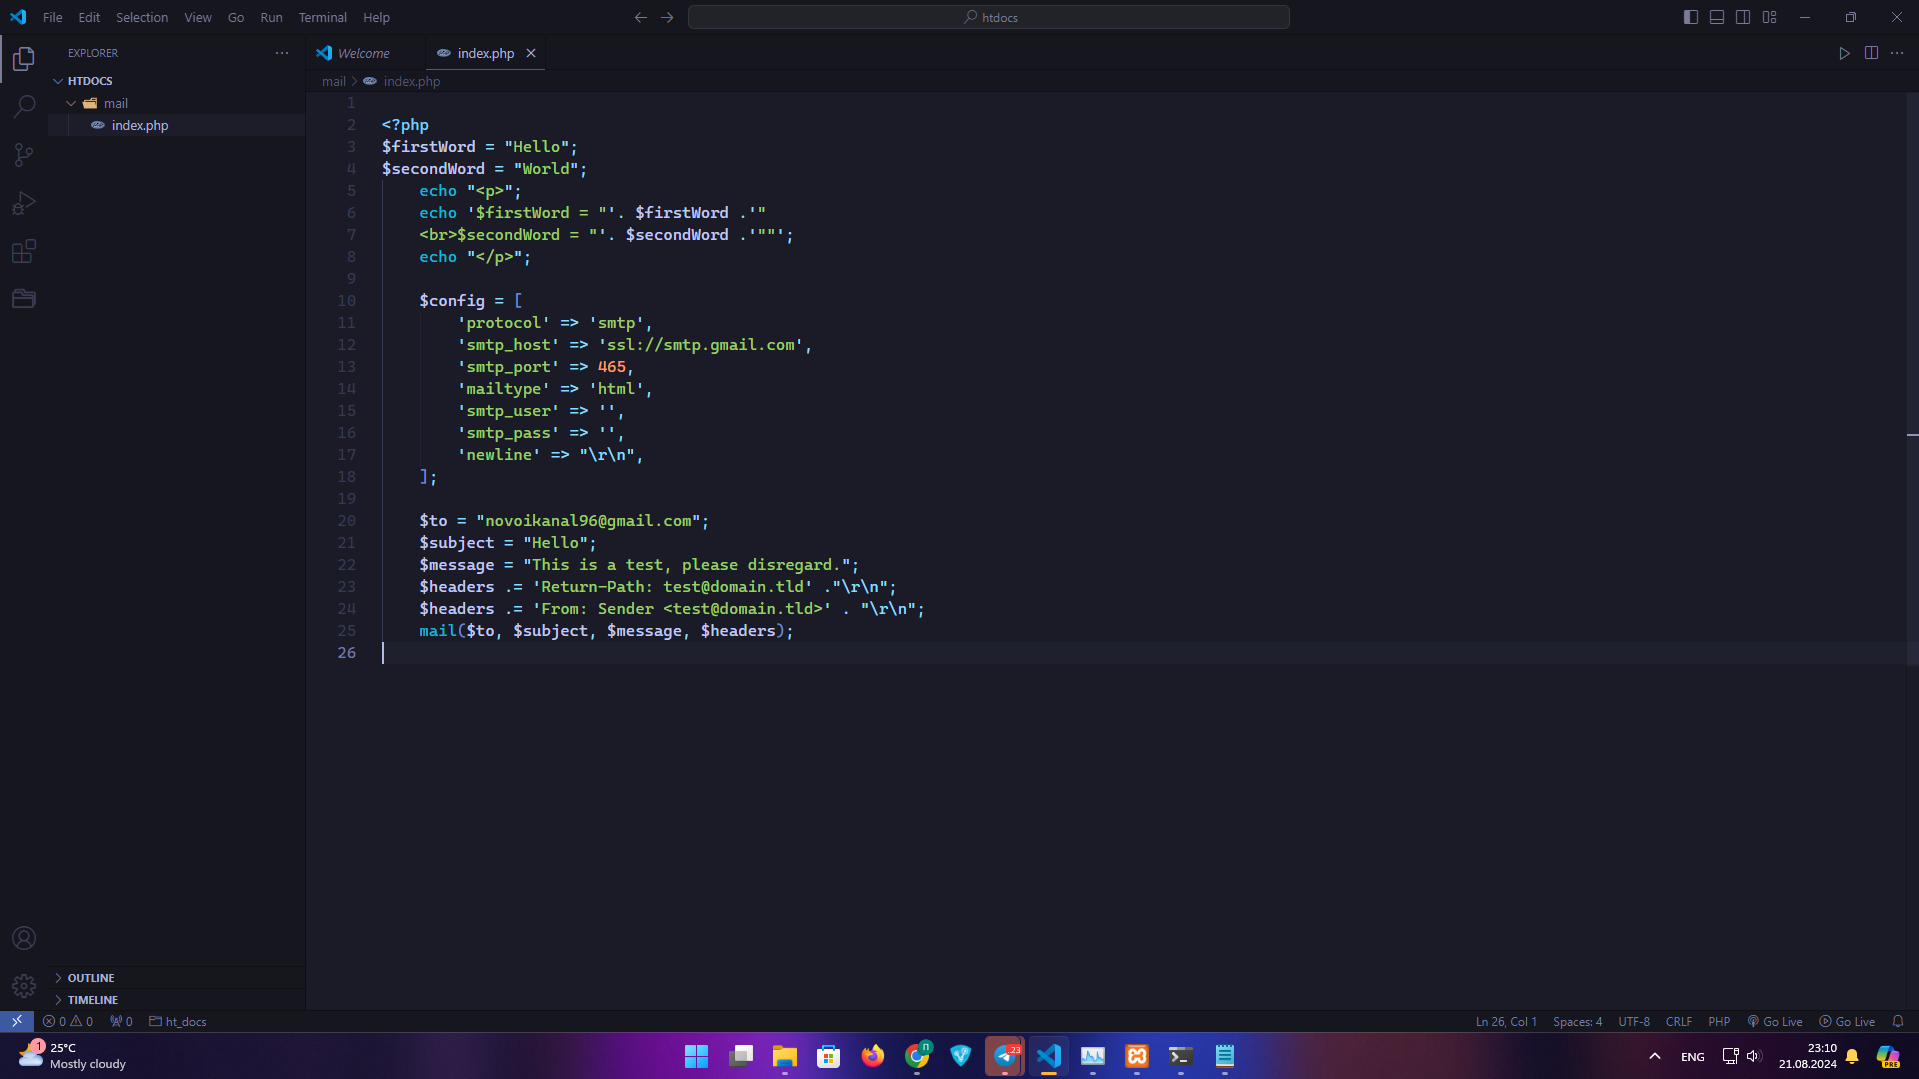 File Edit Selection View Go Run Terminal Help
htdocs
EXPLORER
Welcome
index.php
HTDOCS
mail
index.php
mail > index.php
1
2 <?php
3 $firstWord = "Hello";
4 $secondWord = "World";
5 echo "<p>";
6 echo '$firstWord = "'. $firstWord .'"
7 <br>$secondWord = "'. $secondWord .'""';
8 echo "</p>";
9
10 $config = [
11 'protocol' => 'smtp',
12 'smtp_host' => 'ssl://smtp.gmail.com',
13 'smtp_port' => 465,
14 'mailtype' => 'html',
15 'smtp_user' => '',
16 'smtp_pass' => '',
17 'newline' => "\r\n",
18 ];
19
20 $to = "novoikanal96@gmail.com";
21 $subject = "Hello";
22 $message = "This is a test, please disregard.";
23 $headers .= 'Return-Path: test@domain.tld' ."\r\n";
24 $headers .= 'From: Sender <test@domain.tld>' . "\r\n";
25 mail($to, $subject, $message, $headers);
26
OUTLINE
TIMELINE
0 0 0 ht_docs
Ln 26, Col 1 Spaces: 4 UTF-8 CRLF PHP Go Live Go Live
1
25°C
Mostly cloudy
П
23
ENG
23:10
21.08.2024
PRE